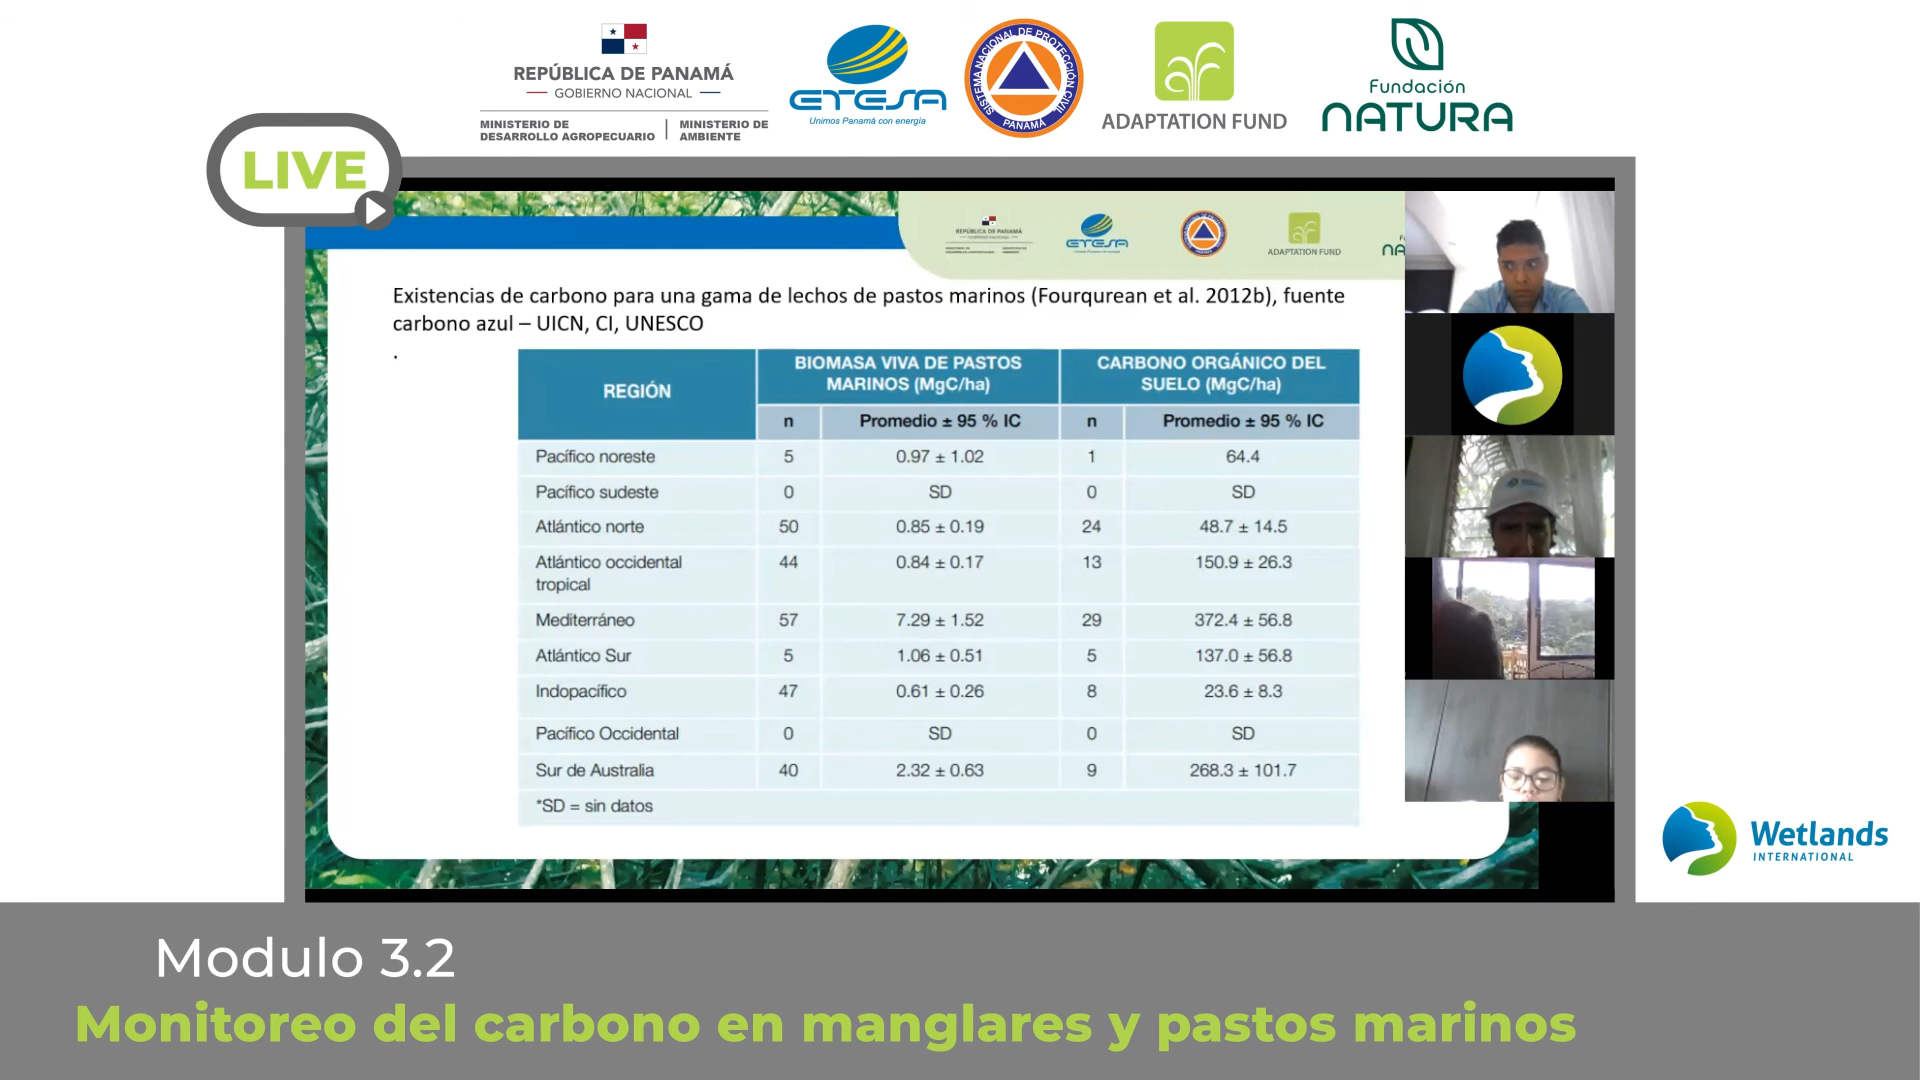 REPÚBLICA DE PANAMÁ
GOBIERNO NACIONAL
MINISTERIO DE
DESARROLLO AGROPECUARIO
MINISTERIO DE
AMBIENTE
ETESA
Unimos Panamá con energía
SISTEMA NACIONAL DE PROTECCIÓN CIVIL
PANAMÁ
ADAPTATION FUND
Fundación
NATURA
LIVE
REPÚBLICA DE PANAMÁ
ETESA
ADAPTATION FUND
Existencias de carbono para una gama de lechos de pastos marinos (Fourqurean et al. 2012b), fuente
carbono azul – UICN, CI, UNESCO
.
REGIÓN
BIOMASA VIVA DE PASTOS
MARINOS (MgC/ha)
CARBONO ORGÁNICO DEL
SUELO (MgC/ha)
n Promedio ± 95 % IC n Promedio ± 95 % IC
Pacífico noreste 5 0.97 ± 1.02 1 64.4
Pacífico sudeste 0 SD 0 SD
Atlántico norte 50 0.85 ± 0.19 24 48.7 ± 14.5
Atlántico occidental 44 0.84 ± 0.17 13 150.9 ± 26.3
tropical
Mediterráneo 57 7.29 ± 1.52 29 372.4 ± 56.8
Atlántico Sur 5 1.06 ± 0.51 5 137.0 ± 56.8
Indopacífico 47 0.61 ± 0.26 8 23.6 ± 8.3
Pacífico Occidental 0 SD 0 SD
Sur de Australia 40 2.32 ± 0.63 9 268.3 ± 101.7
*SD = sin datos
Wetlands
INTERNATIONAL
Modulo 3.2
Monitoreo del carbono en manglares y pastos marinos